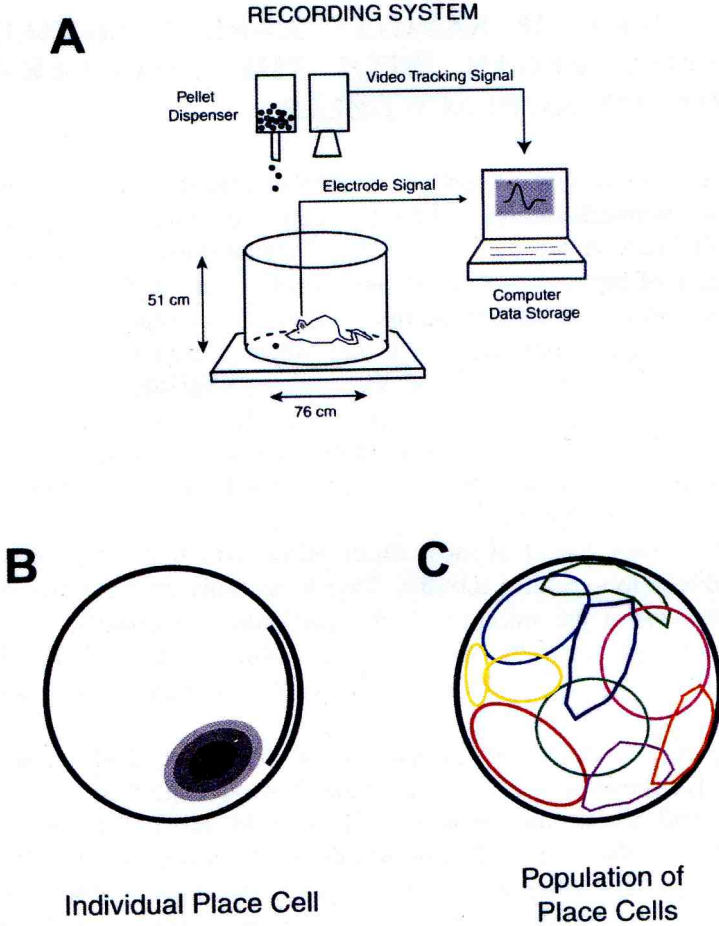 A
RECORDING SYSTEM
Pellet
Dispenser
Video Tracking Signal
Electrode Signal
51 cm
Computer
Data Storage
76 cm
B
C
Individual Place Cell
Population of
Place Cells